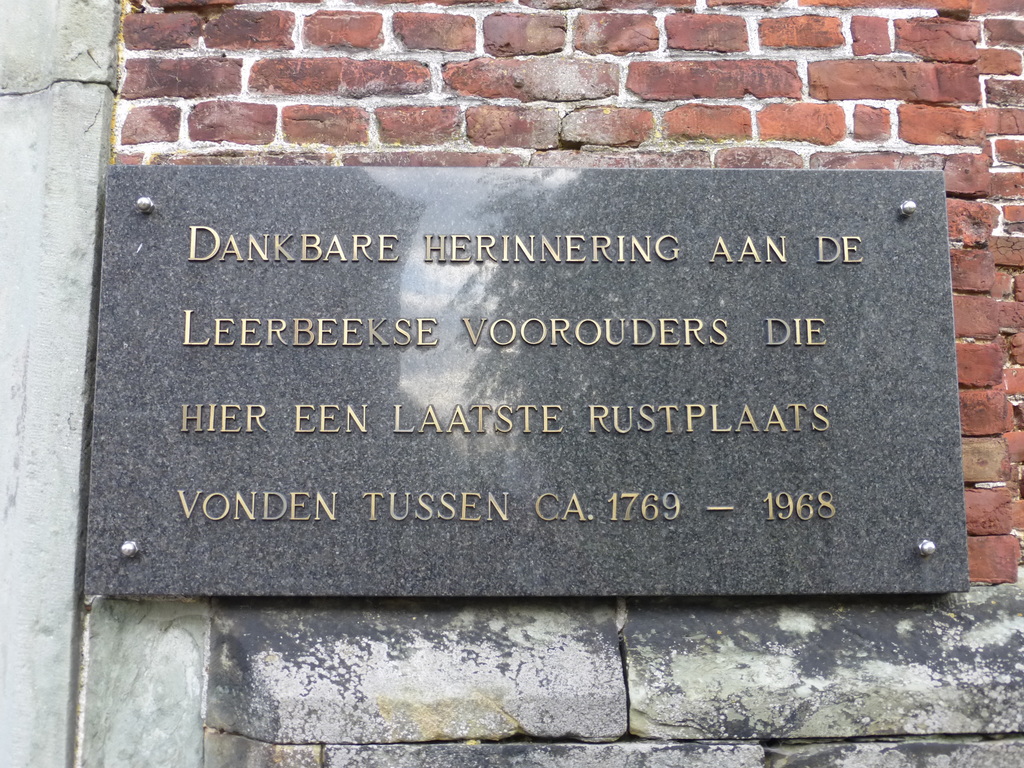 DANKBARE HERINNERING AAN DE
LEERBEEKSE VOOROUDERS DIE
HIER EEN LAATSTE RUSTPLAATS
VONDEN TUSSEN CA. 1769 – 1968